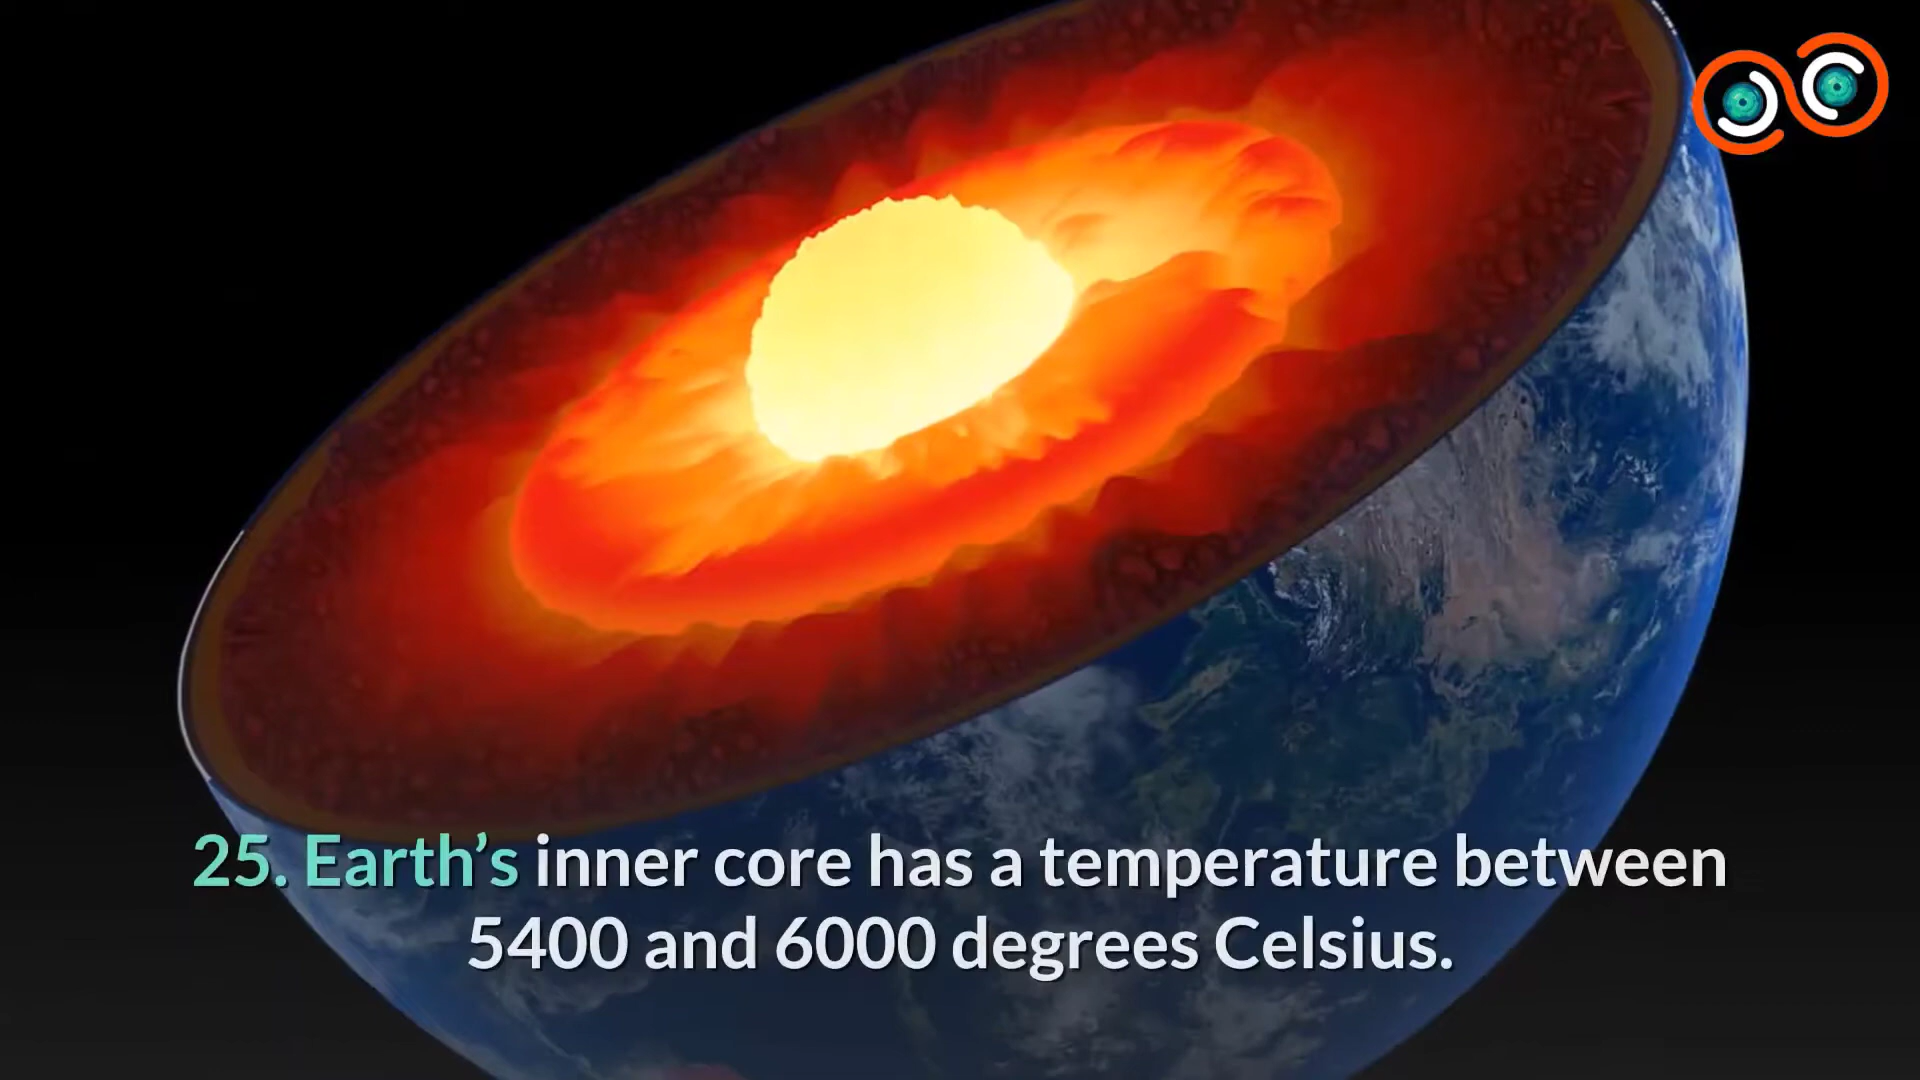 25. Earth’s inner core has a temperature between
5400 and 6000 degrees Celsius.